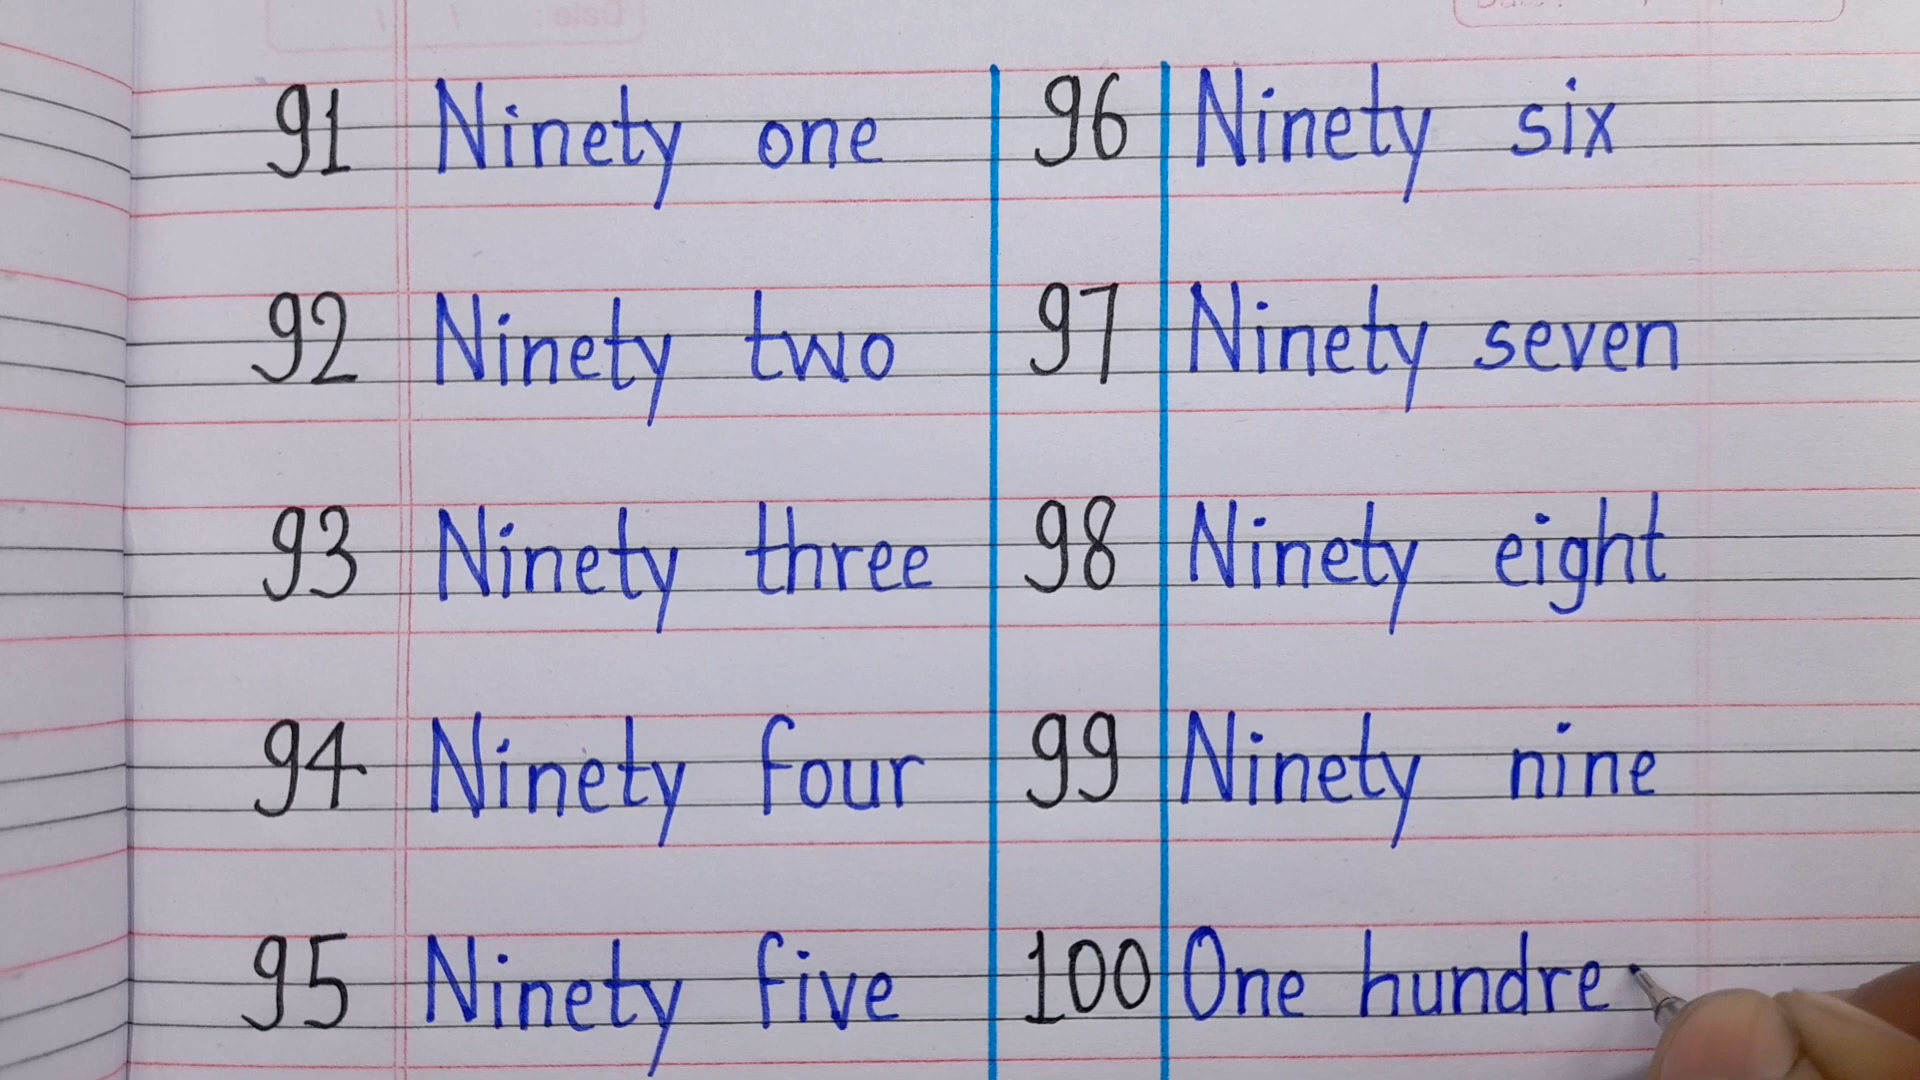 91 Ninety one
92 Ninety two
93 Ninety three
94 Ninety four
95 Ninety five
96 Ninety six
97 Ninety seven
98 Ninety eight
99 Ninety nine
100 One hundre